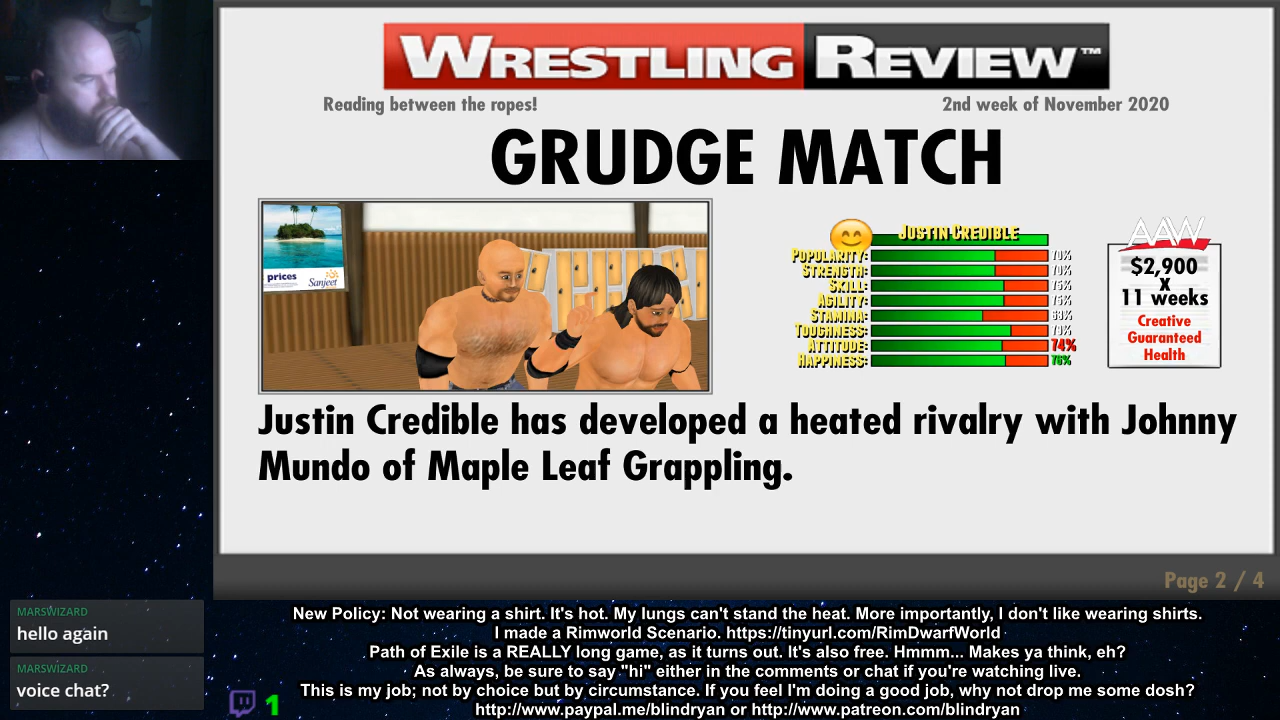 WRESTLING REVIEW™
Reading between the ropes!
2nd week of November 2020
GRUDGE MATCH
prices
Sanjeet
JUSTIN CREDIBLE
POPULARITY: 70%
STRENGTH: 70%
SKILL: 75%
AGILITY: 75%
STAMINA: 63%
TOUGHNESS: 79%
ATTITUDE: 74%
HAPPINESS: 76%
AAW
$2,900
X
11 weeks
Creative
Guaranteed
Health
Justin Credible has developed a heated rivalry with Johnny
Mundo of Maple Leaf Grappling.
Page 2 / 4
MARSWIZARD
hello again
MARSWIZARD
voice chat?
1
New Policy: Not wearing a shirt. It's hot. My lungs can't stand the heat. More importantly, I don't like wearing shirts.
I made a Rimworld Scenario. https://tinyurl.com/RimDwarfWorld
Path of Exile is a REALLY long game, as it turns out. It's also free. Hmmm... Makes ya think, eh?
As always, be sure to say "hi" either in the comments or chat if you're watching live.
This is my job; not by choice but by circumstance. If you feel I'm doing a good job, why not drop me some dosh?
http://www.paypal.me/blindryan or http://www.patreon.com/blindryan